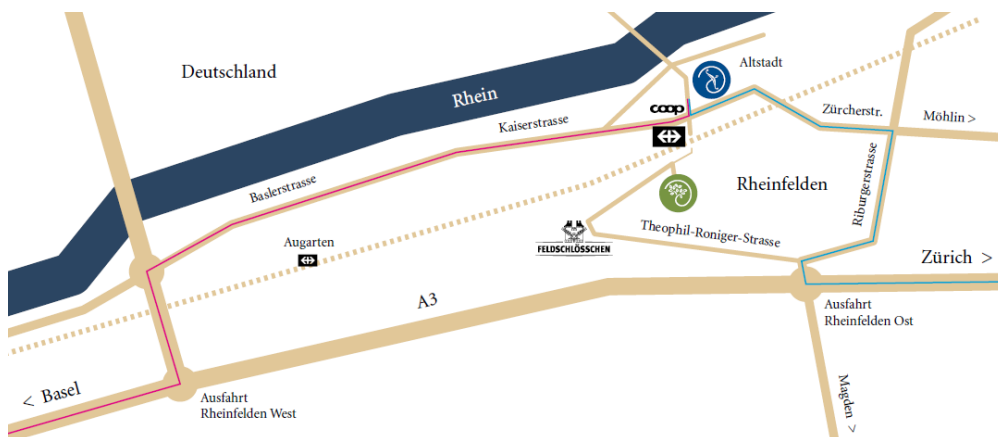 Deutschland
Rhein
Altstadt
coop
Zürcherstr.
Kaiserstrasse
Möhlin >
Baslerstrasse
Rheinfelden
Riburgerstrasse
Augarten
FELDSCHLÖSSCHEN
Theophil-Roniger-Strasse
Zürich >
A3
Ausfahrt
Rheinfelden Ost
< Basel
Ausfahrt
Rheinfelden West
Magden >